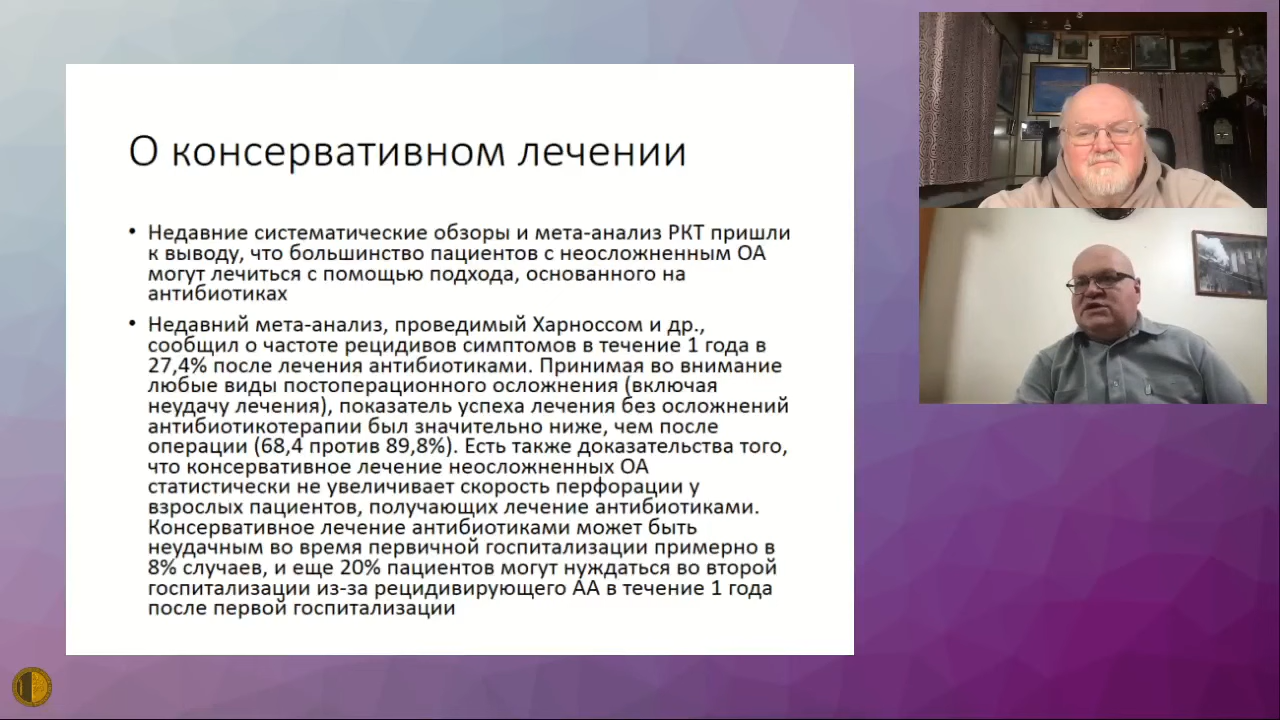 О консервативном лечении
• Недавние систематические обзоры и мета-анализ РКТ пришли
к выводу, что большинство пациентов с неосложненным ОА
могут лечиться с помощью подхода, основанного на
антибиотиках
• Недавний мета-анализ, проведимый Харноссом и др.,
сообщил о частоте рецидивов симптомов в течение 1 года в
27,4% после лечения антибиотиками. Принимая во внимание
любые виды постоперационного осложнения (включая
неудачу лечения), показатель успеха лечения без осложнений
антибиотикотерапии был значительно ниже, чем после
операции (68,4 против 89,8%). Есть также доказательства того,
что консервативное лечение неосложненных ОА
статистически не увеличивает скорость перфорации у
взрослых пациентов, получающих лечение антибиотиками.
Консервативное лечение антибиотиками может быть
неудачным во время первичной госпитализации примерно в
8% случаев, и еще 20% пациентов могут нуждаться во второй
госпитализации из-за рецидивирующего АА в течение 1 года
после первой госпитализации